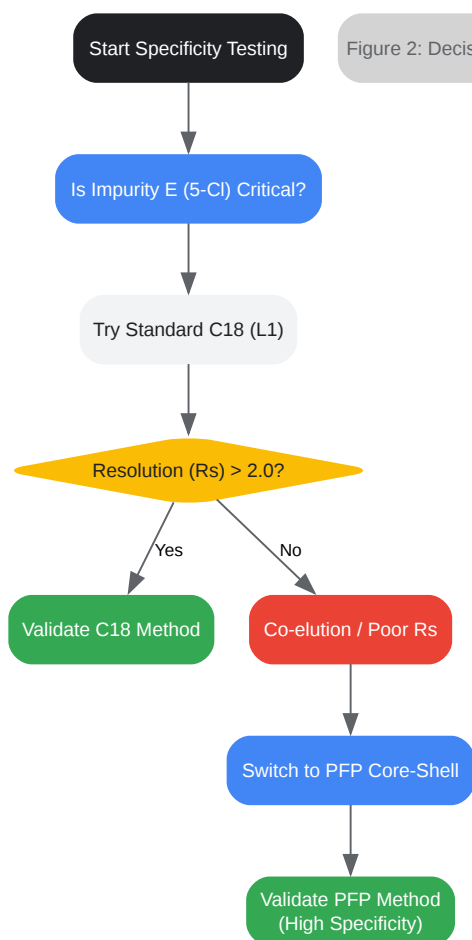 Start Specificity Testing
Figure 2: Decis
Is Impurity E (5-Cl) Critical?
Try Standard C18 (L1)
Resolution (Rs) > 2.0?
Yes
No
Validate C18 Method
Co-elution / Poor Rs
Switch to PFP Core-Shell
Validate PFP Method
(High Specificity)